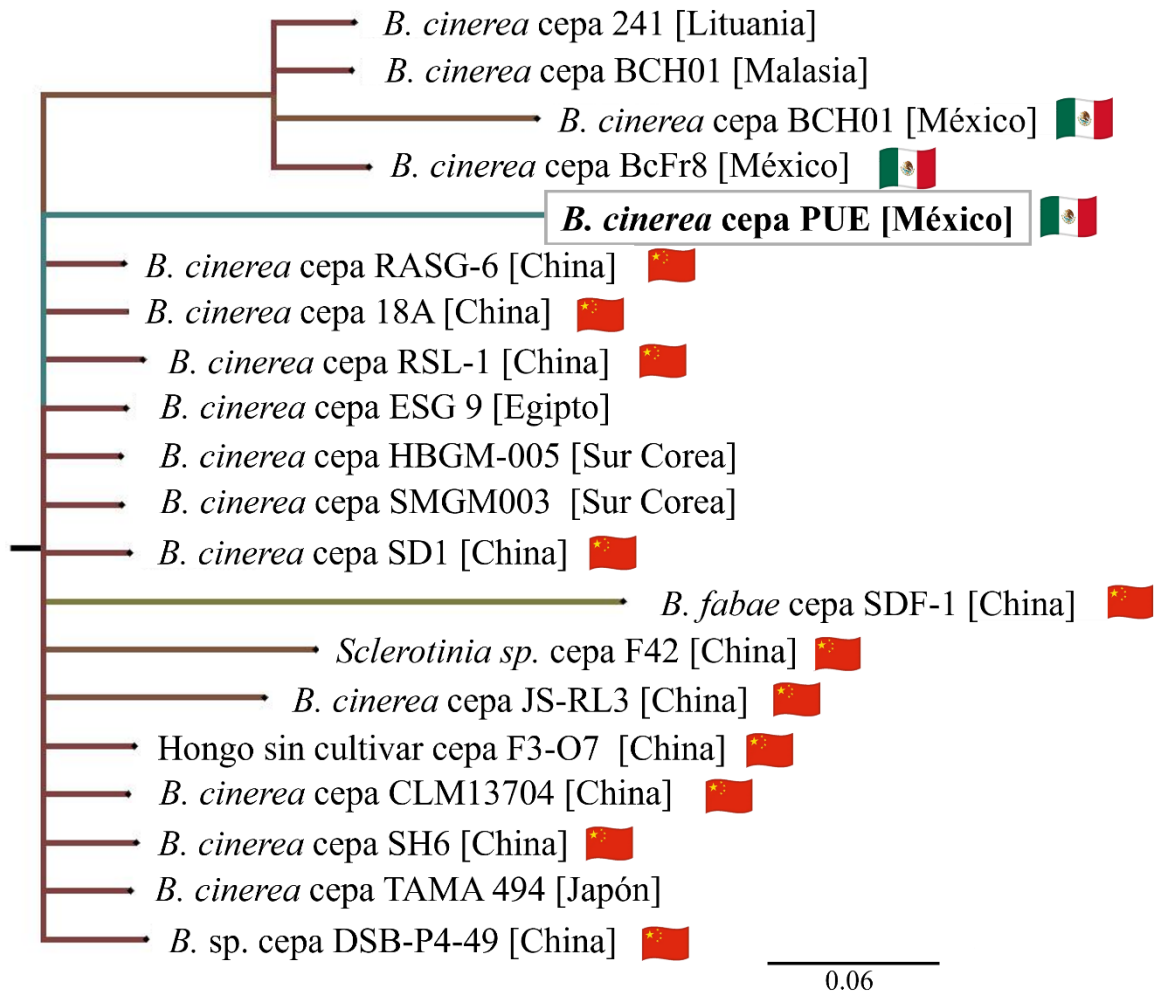 B. cinerea cepa 241 [Lituania]
B. cinerea cepa BCH01 [Malasia]
B. cinerea cepa BCH01 [México]
B. cinerea cepa BcFr8 [México]
B. cinerea cepa PUE [México]
B. cinerea cepa RASG-6 [China]
B. cinerea cepa 18A [China]
B. cinerea cepa RSL-1 [China]
B. cinerea cepa ESG 9 [Egipto]
B. cinerea cepa HBGM-005 [Sur Corea]
B. cinerea cepa SMGM003 [Sur Corea]
B. cinerea cepa SD1 [China]
B. fabae cepa SDF-1 [China]
Sclerotinia sp. cepa F42 [China]
B. cinerea cepa JS-RL3 [China]
Hongo sin cultivar cepa F3-O7 [China]
B. cinerea cepa CLM13704 [China]
B. cinerea cepa SH6 [China]
B. cinerea cepa TAMA 494 [Japón]
B. sp. cepa DSB-P4-49 [China]
0.06